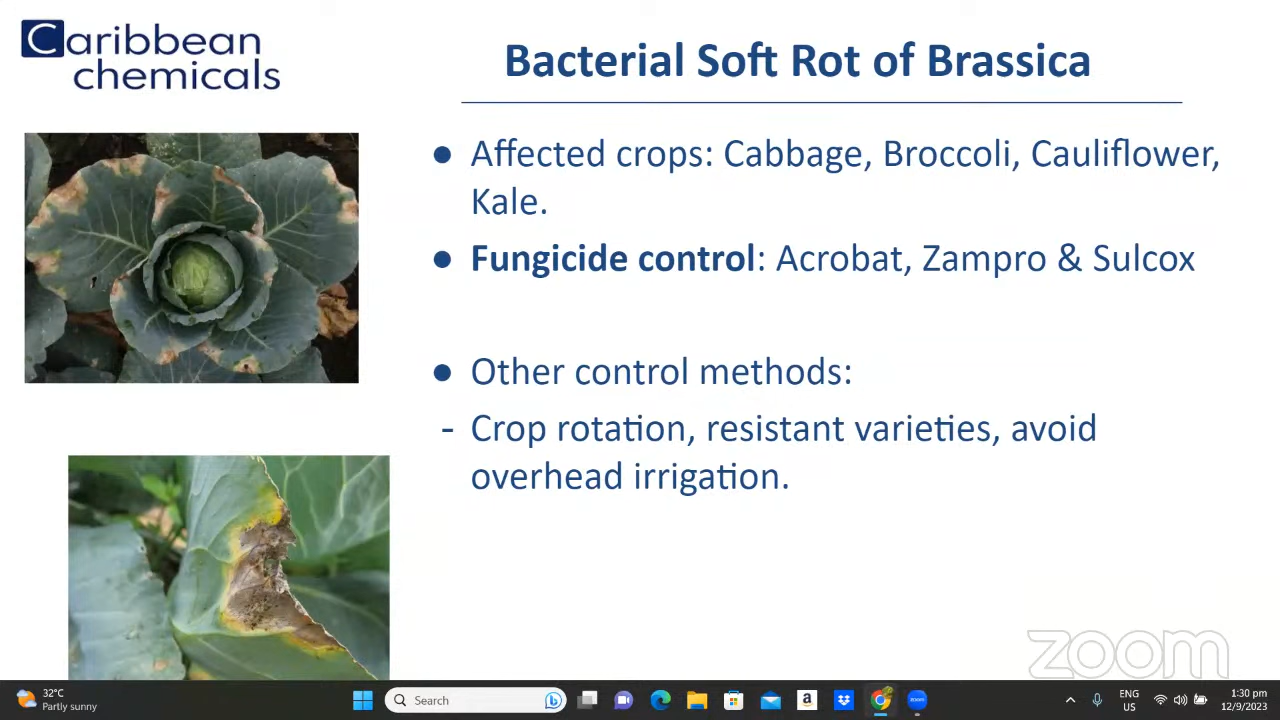 Caribbean
chemicals
Bacterial Soft Rot of Brassica
● Affected crops: Cabbage, Broccoli, Cauliflower,
Kale.
● Fungicide control: Acrobat, Zampro & Sulcox
● Other control methods:
- Crop rotation, resistant varieties, avoid
overhead irrigation.
zoom
32°C
Partly sunny
Search
ENG
US
1:30 pm
12/9/2023